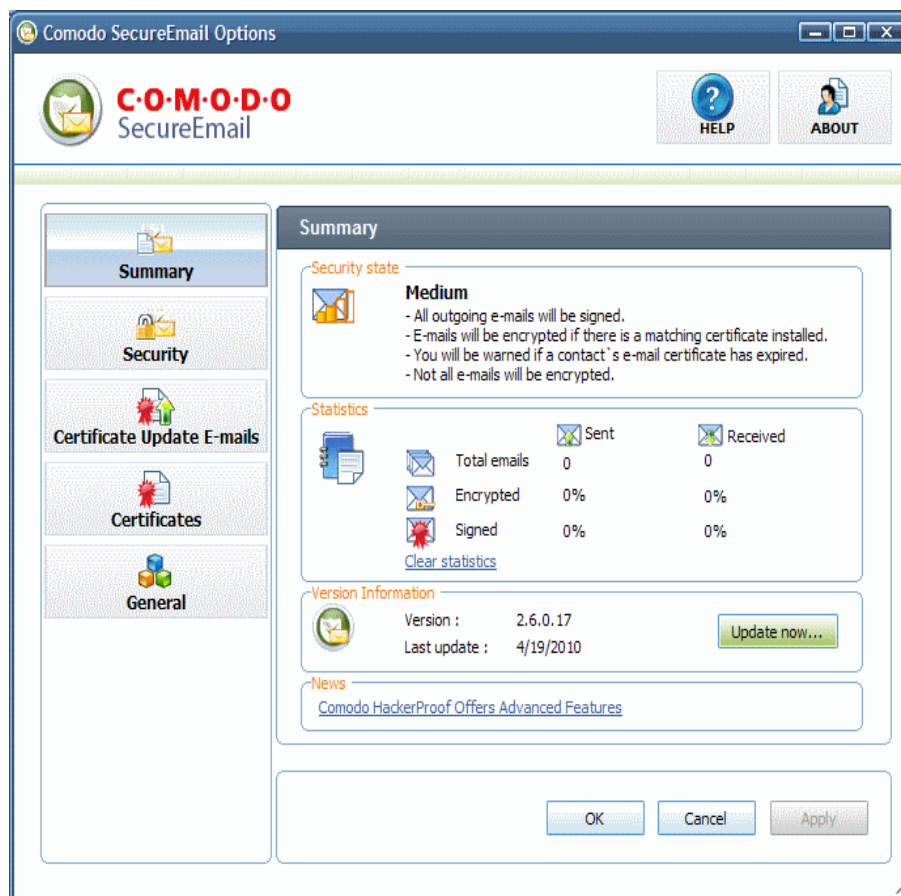 Comodo SecureEmail Options
C·O·M·O·D·O
SecureEmail
HELP
ABOUT
Summary
Security
Certificate Update E-mails
Certificates
General
Summary
Security state
Medium
- All outgoing e-mails will be signed.
- E-mails will be encrypted if there is a matching certificate installed.
- You will be warned if a contact`s e-mail certificate has expired.
- Not all e-mails will be encrypted.
Statistics
Sent Received
Total emails 0 0
Encrypted 0% 0%
Signed 0% 0%
Clear statistics
Version Information
Version : 2.6.0.17
Last update : 4/19/2010
Update now...
News
Comodo HackerProof Offers Advanced Features
OK Cancel Apply